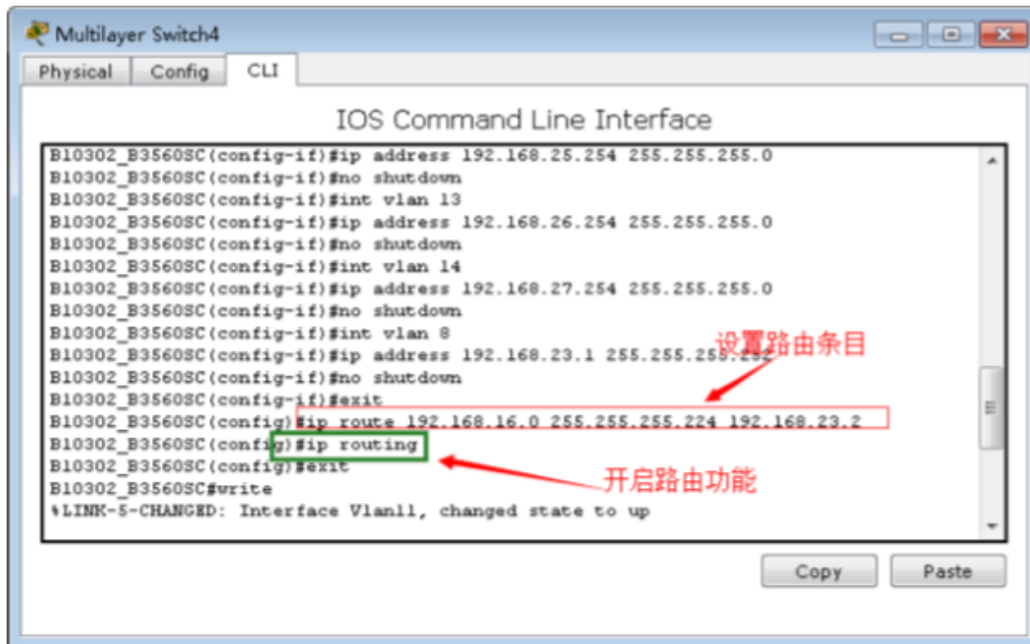 Multilayer Switch4
Physical Config CLI
IOS Command Line Interface
B10302_B3560SC(config-if)#ip address 192.168.25.254 255.255.255.0
B10302_B3560SC(config-if)#no shutdown
B10302_B3560SC(config-if)#int vlan 13
B10302_B3560SC(config-if)#ip address 192.168.26.254 255.255.255.0
B10302_B3560SC(config-if)#no shutdown
B10302_B3560SC(config-if)#int vlan 14
B10302_B3560SC(config-if)#ip address 192.168.27.254 255.255.255.0
B10302_B3560SC(config-if)#no shutdown
B10302_B3560SC(config-if)#int vlan 8
设置路由条目
B10302_B3560SC(config-if)#ip address 192.168.23.1 255.255.255.252
B10302_B3560SC(config-if)#no shutdown
B10302_B3560SC(config-if)#exit
B10302_B3560SC(config)#ip route 192.168.16.0 255.255.255.224 192.168.23.2
B10302_B3560SC(config)#ip routing
B10302_B3560SC(config)#exit
开启路由功能
B10302_B3560SC#write
%LINK-5-CHANGED: Interface Vlan11, changed state to up
Copy Paste